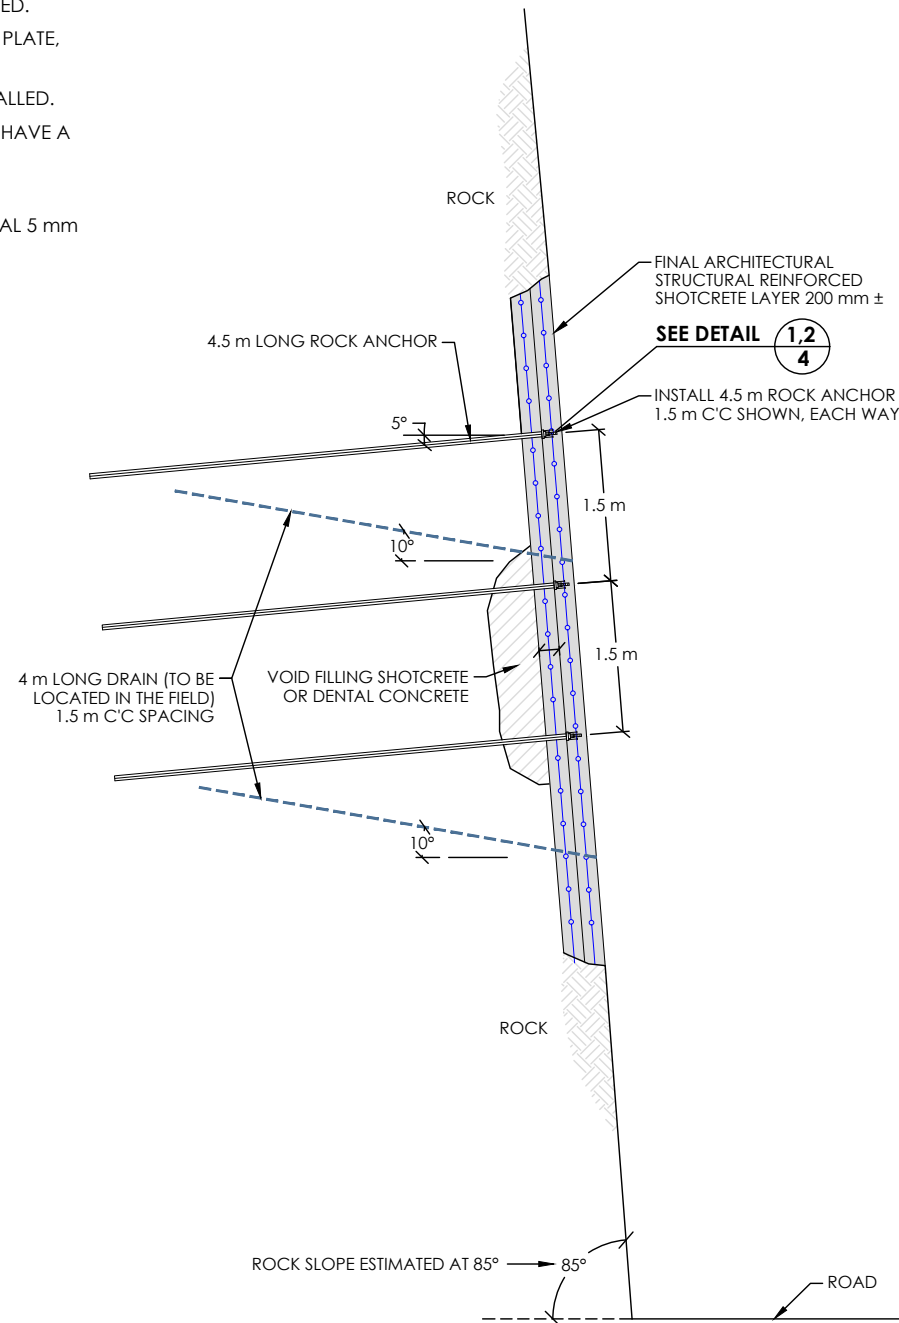 ED.
PLATE,
ALLED.
HAVE A
AL 5 mm
ROCK
FINAL ARCHITECTURAL
STRUCTURAL REINFORCED
SHOTCRETE LAYER 200 mm ±
SEE DETAIL 1,2
4
4.5 m LONG ROCK ANCHOR
INSTALL 4.5 m ROCK ANCHOR
1.5 m C'C SHOWN, EACH WAY
5°
1.5 m
10°
1.5 m
4 m LONG DRAIN (TO BE
LOCATED IN THE FIELD)
1.5 m C'C SPACING
VOID FILLING SHOTCRETE
OR DENTAL CONCRETE
10°
ROCK
ROCK SLOPE ESTIMATED AT 85°
85°
ROAD